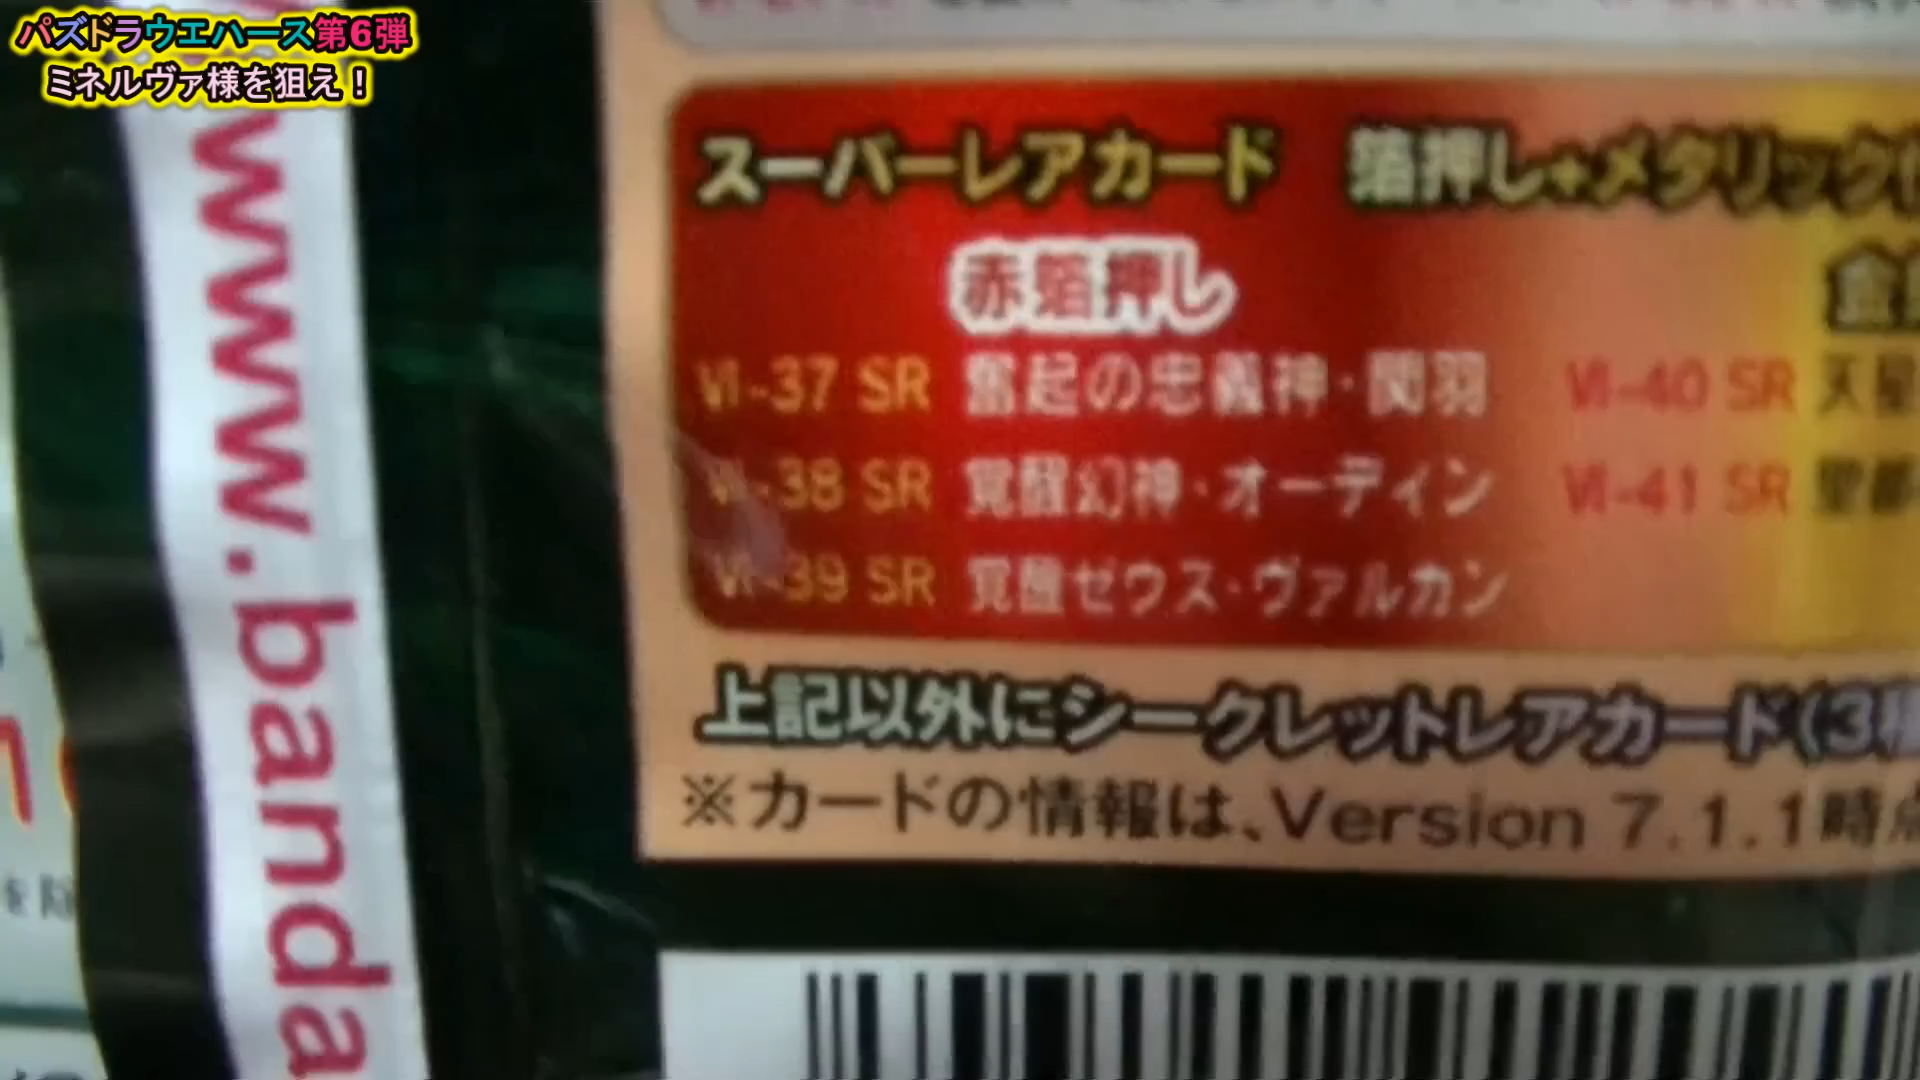 パズドラウエハース第6弾
ミネルヴァ様を狙え！
www.banda
スーパーレアカード 箔押し+メタリック
赤箔押し
金
VI-37 SR 奮起の忠義神・関羽 VI-40 SR 天
VI-38 SR 覚醒幻神・オーディン VI-41 SR 聖都
VI-39 SR 覚醒ゼウス・ヴァルカン
上記以外にシークレットレアカード(3種
※カードの情報は、Version 7.1.1時点